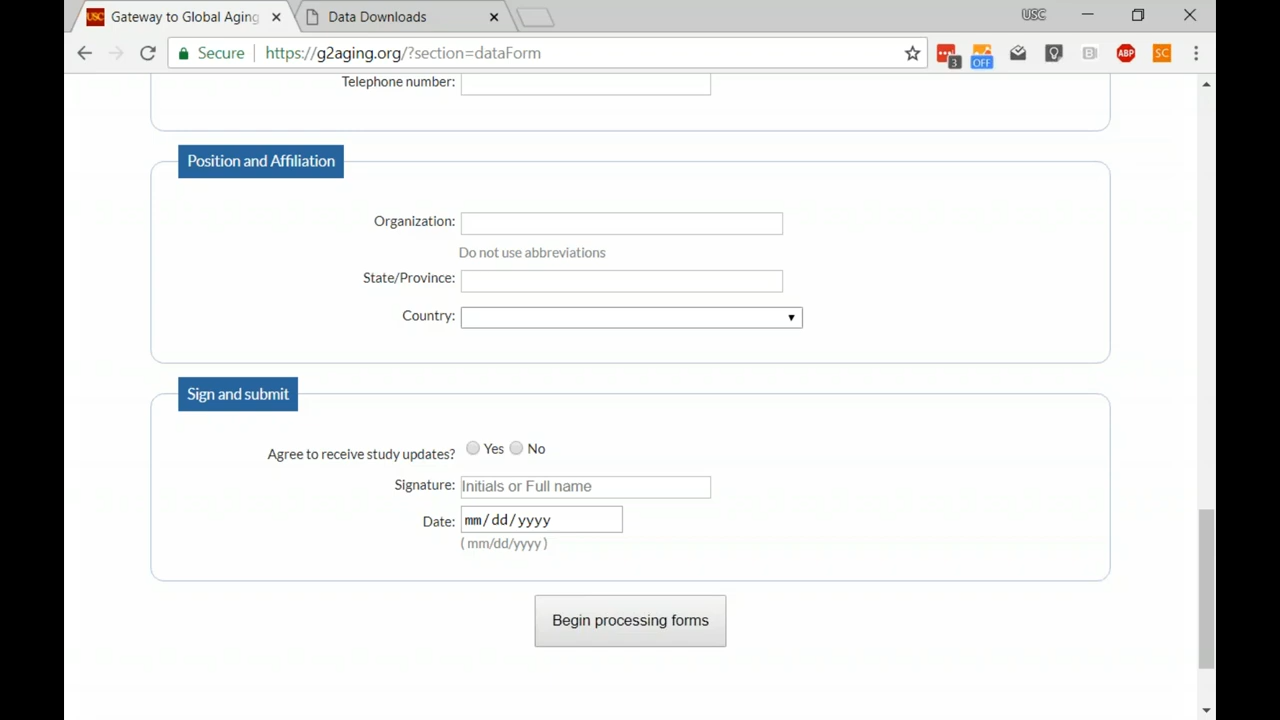 USC Gateway to Global Aging
Data Downloads
USC
Secure
https://g2aging.org/?section=dataForm
3
OFF
B
ABP
SC
Telephone number:
Position and Affiliation
Organization:
Do not use abbreviations
State/Province:
Country:
Sign and submit
Agree to receive study updates? Yes No
Signature: Initials or Full name
Date: mm/dd/yyyy
( mm/dd/yyyy )
Begin processing forms